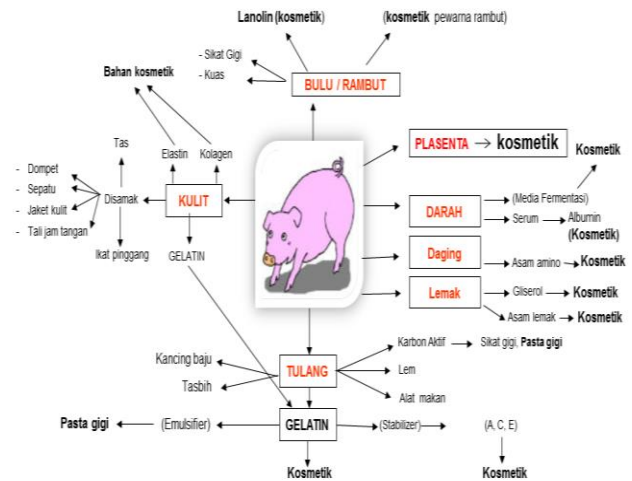 Lanolin (kosmetik)
(kosmetik pewarna rambut)
- Sikat Gigi
- Kuas
BULU / RAMBUT
Bahan kosmetik
Tas
Elastin
Kolagen
PLASENTA → kosmetik
Kosmetik
- Dompet
- Sepatu
- Jaket kulit
- Tali jam tangan
Disamak
KULIT
DARAH
(Media Fermentasi)
Serum
Albumin
(Kosmetik)
Ikat pinggang
GELATIN
Daging
Asam amino
Kosmetik
Lemak
Gliserol
Kosmetik
Asam lemak
Kosmetik
Kancing baju
Tasbih
TULANG
Karbon Aktif
Sikat gigi, Pasta gigi
Lem
Alat makan
Pasta gigi
(Emulsifier)
GELATIN
(Stabilizer)
(A, C, E)
Kosmetik
Kosmetik